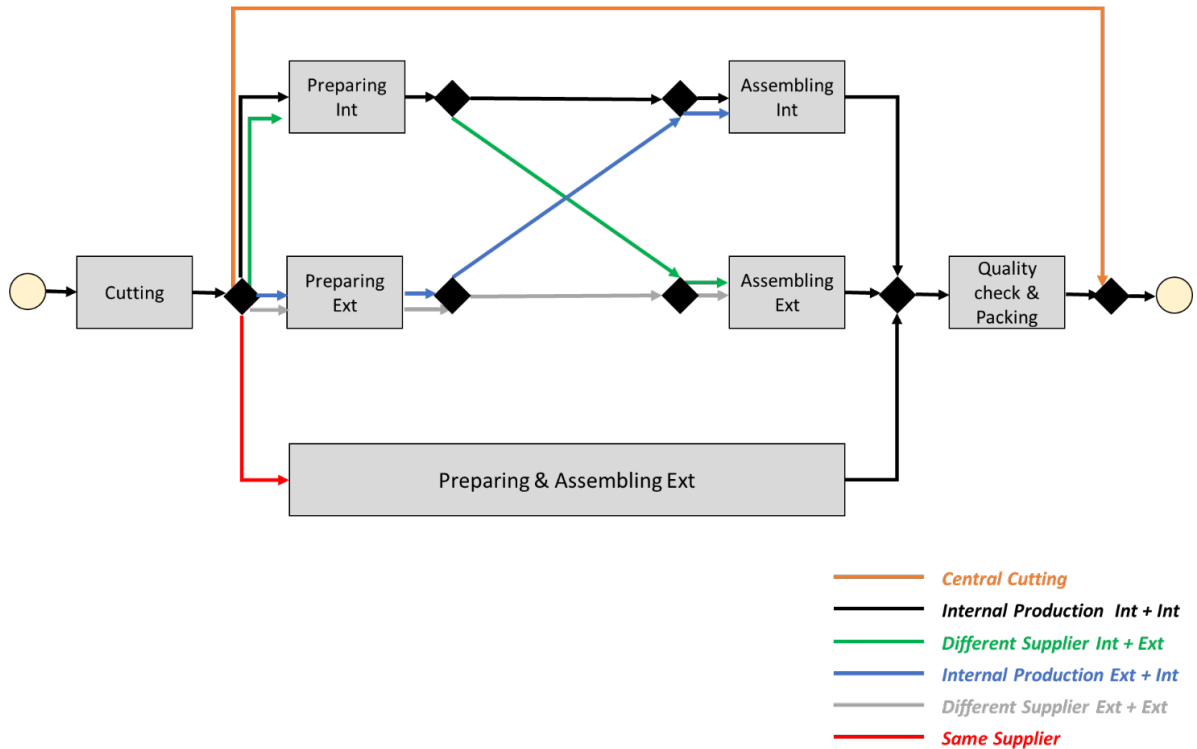 Preparing
Int
Assembling
Int
Cutting
Preparing
Ext
Assembling
Ext
Quality
check &
Packing
Preparing & Assembling Ext
Central Cutting
Internal Production Int + Int
Different Supplier Int + Ext
Internal Production Ext + Int
Different Supplier Ext + Ext
Same Supplier